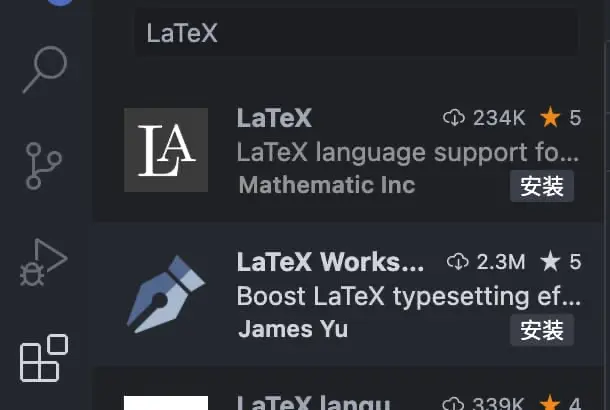 LaTeX
LaTeX 234K ★ 5
LaTeX language support fo...
Mathematic Inc 安装
LaTeX Works... 2.3M ★ 5
Boost LaTeX typesetting ef...
James Yu 安装
LaTeX langu 339K ★ 4